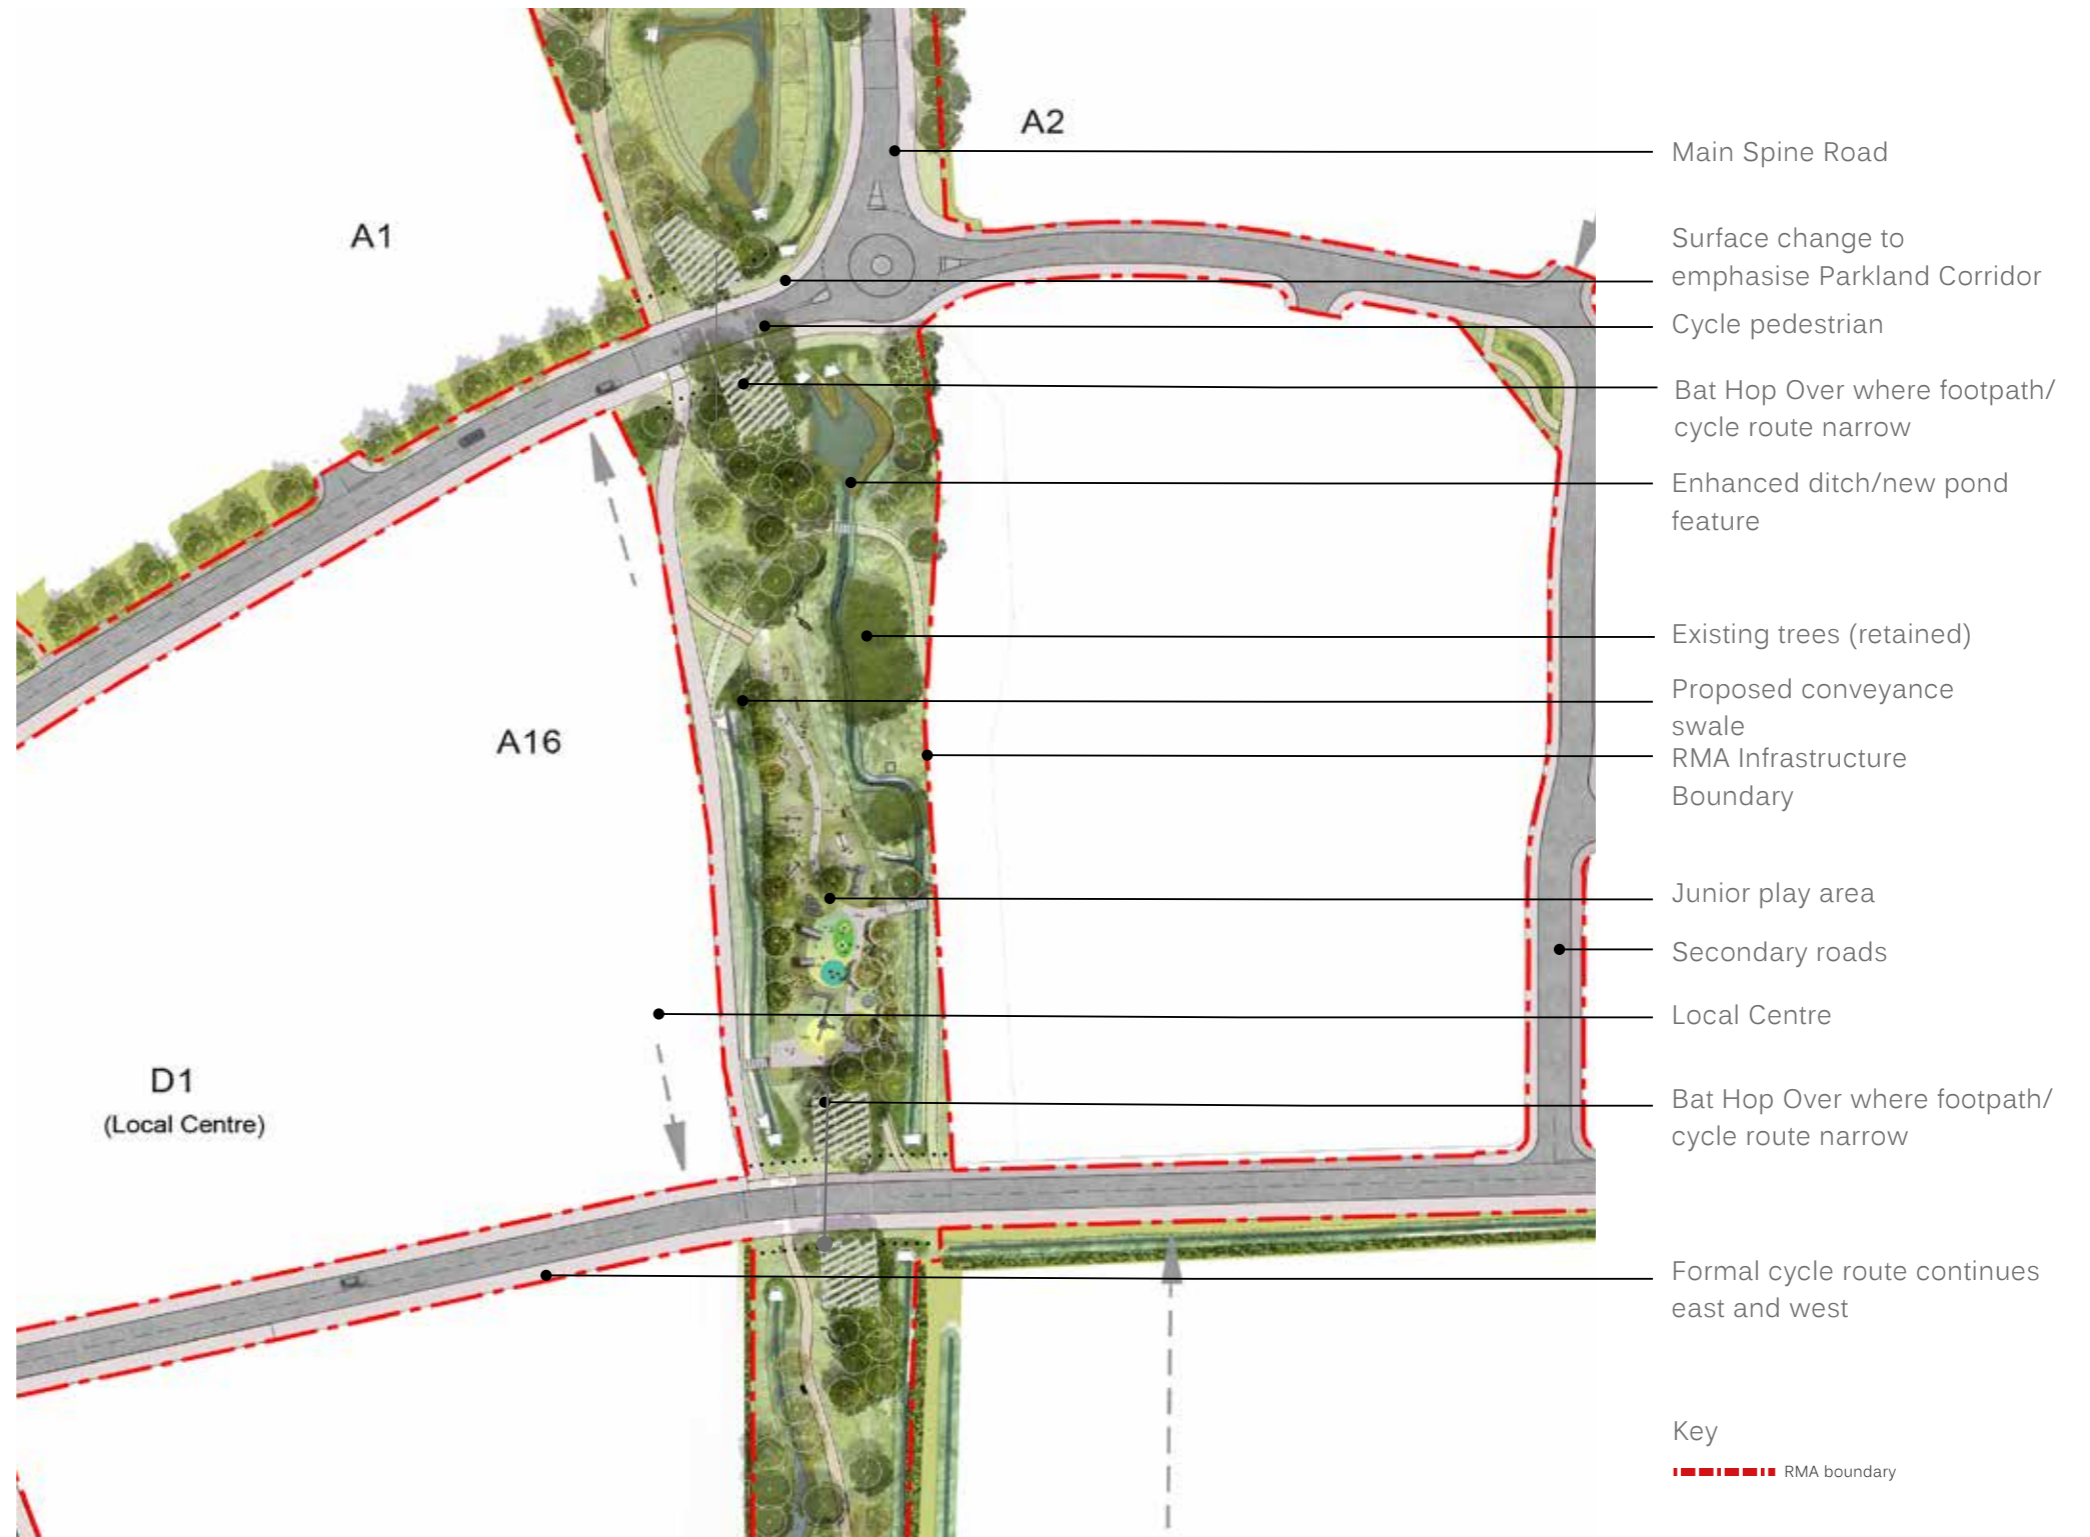 A2
A1
A16
D1
(Local Centre)
Main Spine Road
Surface change to
emphasise Parkland Corridor
Cycle pedestrian
Bat Hop Over where footpath/
cycle route narrow
Enhanced ditch/new pond
feature
Existing trees (retained)
Proposed conveyance
swale
RMA Infrastructure
Boundary
Junior play area
Secondary roads
Local Centre
Bat Hop Over where footpath/
cycle route narrow
Formal cycle route continues
east and west
Key
RMA boundary